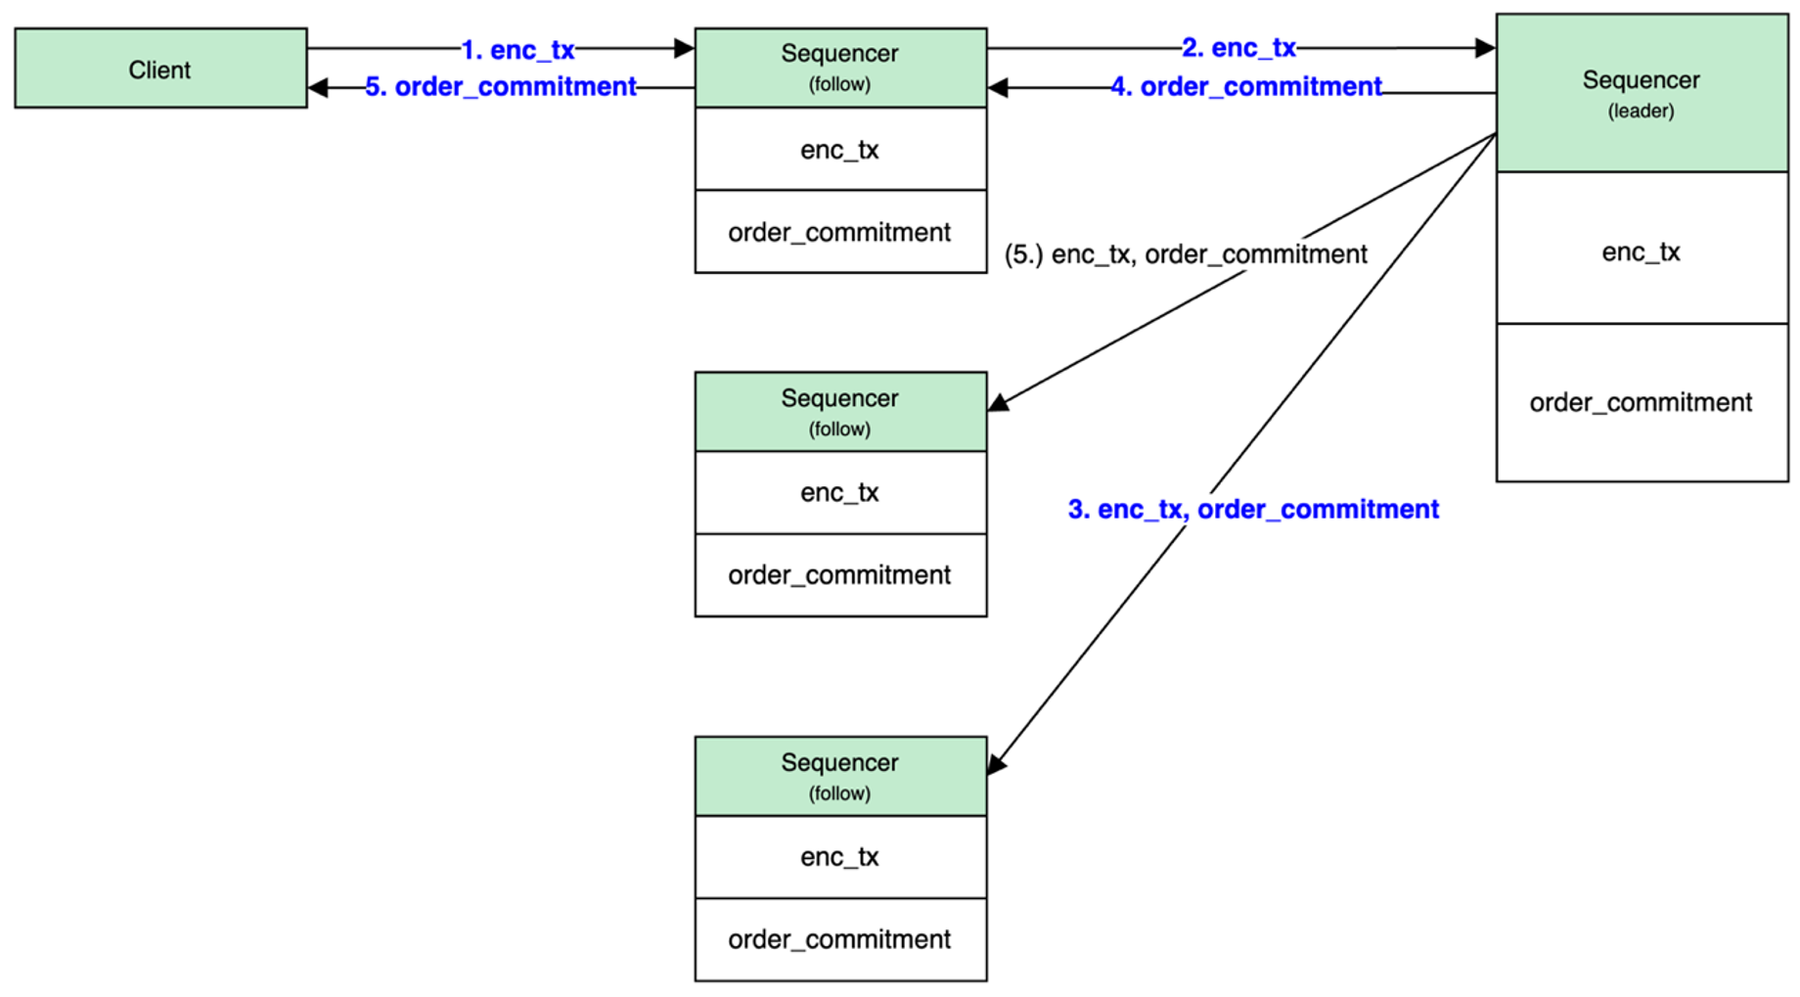 Client
1. enc_tx
5. order_commitment
Sequencer
(follow)
enc_tx
order_commitment
2. enc_tx
4. order_commitment
Sequencer
(leader)
enc_tx
order_commitment
(5.) enc_tx, order_commitment
Sequencer
(follow)
enc_tx
order_commitment
3. enc_tx, order_commitment
Sequencer
(follow)
enc_tx
order_commitment